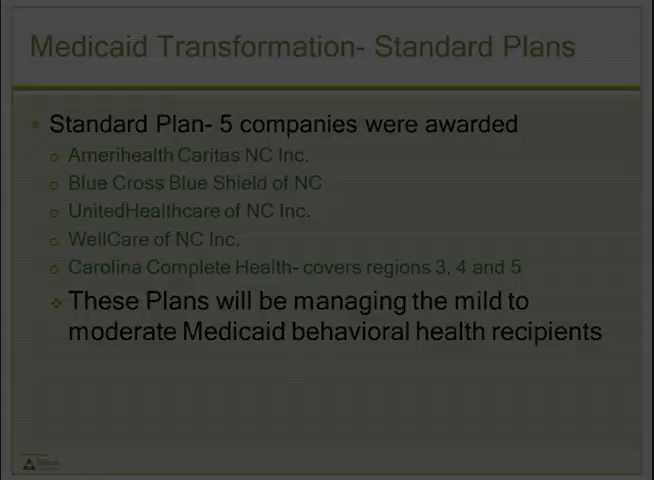 Medicaid Transformation- Standard Plans
Standard Plan- 5 companies were awarded
Amerihealth Caritas NC Inc.
Blue Cross Blue Shield of NC
UnitedHealthcare of NC Inc.
WellCare of NC Inc.
Carolina Complete Health- covers regions 3, 4 and 5
These Plans will be managing the mild to
moderate Medicaid behavioral health recipients